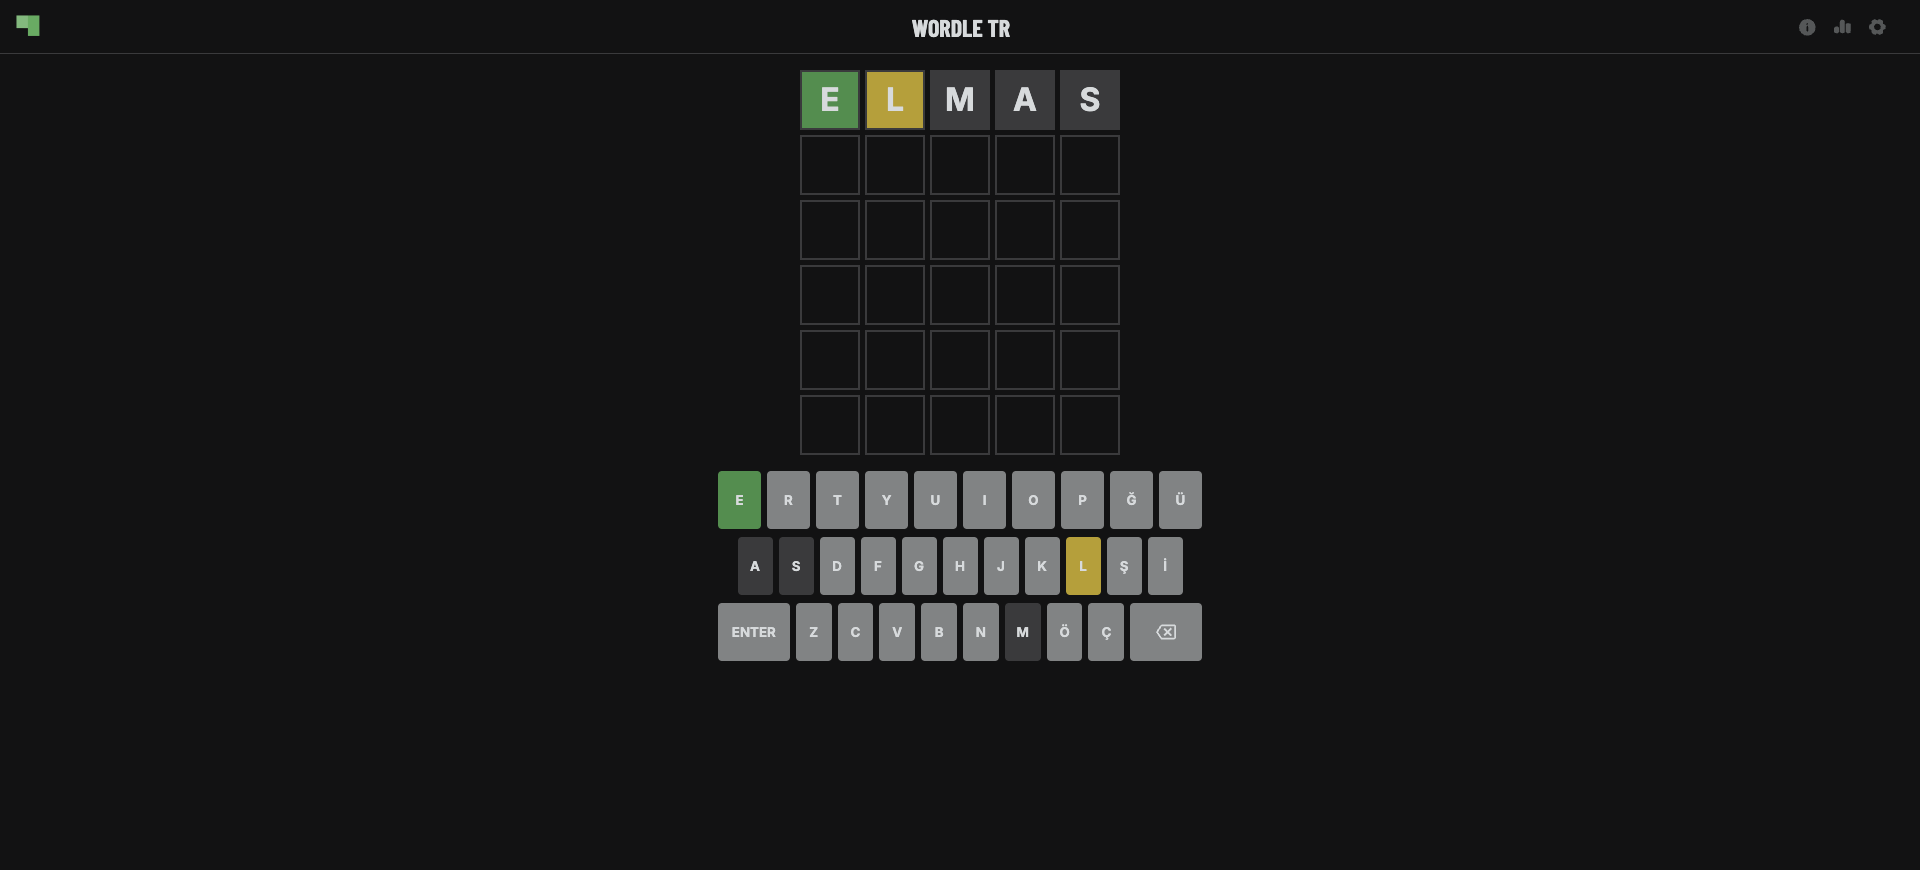 WORDLE TR
E L M A S
E R T Y U I O P Ğ Ü
A S D F G H J K L Ş İ
ENTER Z C V B N M Ö Ç